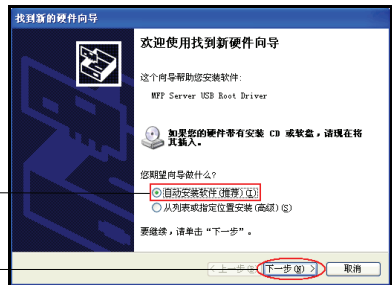 找到新的硬件向导
欢迎使用找到新硬件向导
这个向导帮助您安装软件:
MFP Server USB Root Driver
如果您的硬件带有安装 CD 或软盘，请现在将
其插入。
您期望向导做什么?
自动安装软件(推荐)(I)
从列表或指定位置安装(高级)(S)
要继续，请单击“下一步”。
<上一步(B) 下一步(N) > 取消